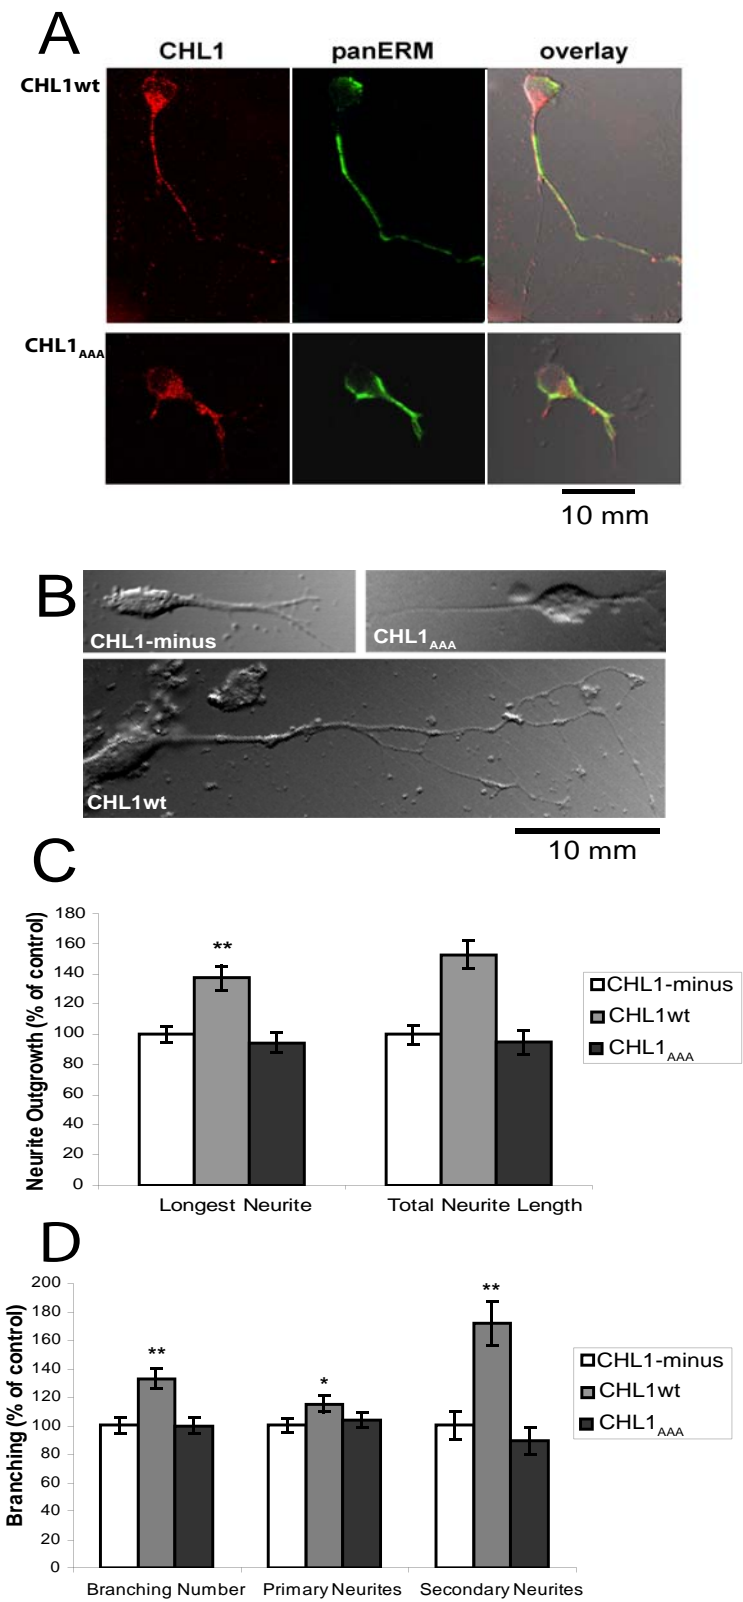 A
CHL1 panERM overlay
CHL1wt
CHL1AAA
10 mm
B
CHL1-minus
CHL1AAA
CHL1wt
10 mm
C
Neurite Outgrowth (% of control)
180
160
140
120
100
80
60
40
20
0
**
Longest Neurite Total Neurite Length
CHL1-minus
CHL1wt
CHL1AAA
D
Branching (% of control)
200
180
160
140
120
100
80
60
40
20
0
**
*
**
Branching Number Primary Neurites Secondary Neurites
CHL1-minus
CHL1wt
CHL1AAA